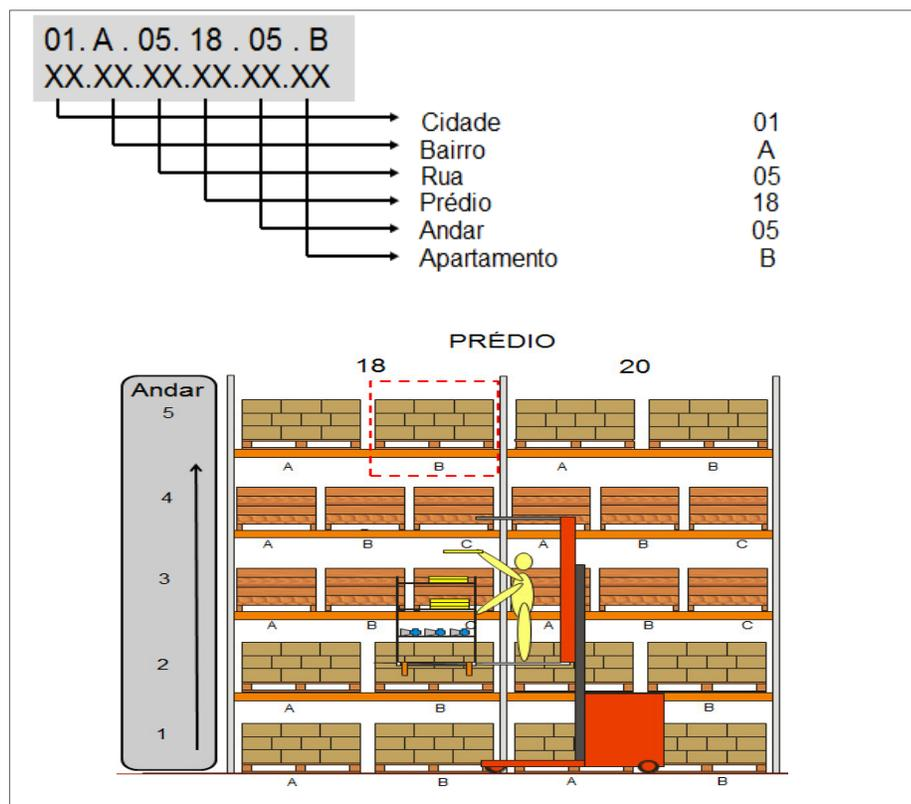 01. A . 05. 18 . 05 . B
XX.XX.XX.XX.XX.XX
Cidade 01
Bairro A
Rua 05
Prédio 18
Andar 05
Apartamento B
PRÉDIO
18 20
Andar
5
A B A B
4
A B C A B C
3
A B C A B C
2
A B B
1
A B A B